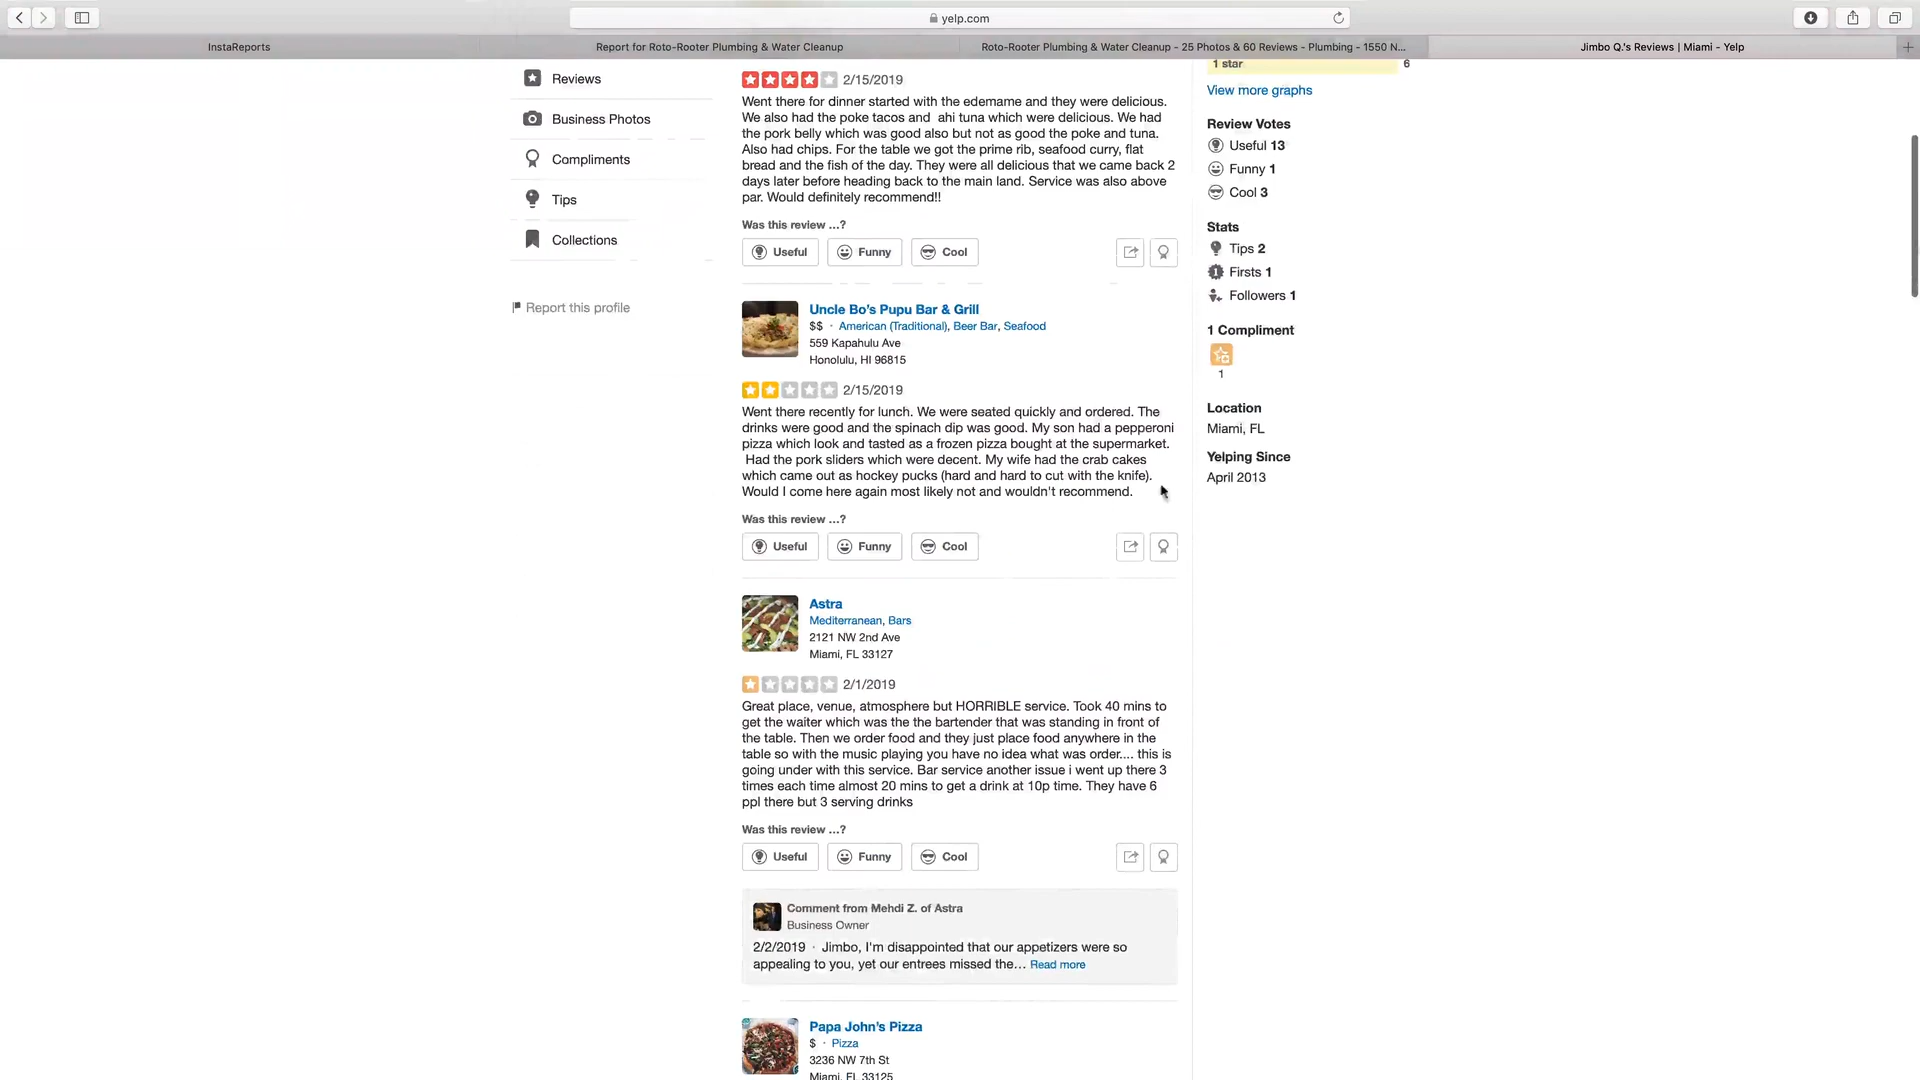 yelp.com
InstaReports
Report for Roto-Rooter Plumbing & Water Cleanup
Roto-Rooter Plumbing & Water Cleanup - 25 Photos & 60 Reviews - Plumbing - 1550 N...
Jimbo Q.'s Reviews | Miami - Yelp
Reviews
Business Photos
Compliments
Tips
Collections
Report this profile
2/15/2019
Went there for dinner started with the edemame and they were delicious.
We also had the poke tacos and ahi tuna which were delicious. We had
the pork belly which was good also but not as good the poke and tuna.
Also had chips. For the table we got the prime rib, seafood curry, flat
bread and the fish of the day. They were all delicious that we came back 2
days later before heading back to the main land. Service was also above
par. Would definitely recommend!!
Was this review ...?
Useful
Funny
Cool
Uncle Bo's Pupu Bar & Grill
$$ · American (Traditional), Beer Bar, Seafood
559 Kapahulu Ave
Honolulu, HI 96815
2/15/2019
Went there recently for lunch. We were seated quickly and ordered. The
drinks were good and the spinach dip was good. My son had a pepperoni
pizza which look and tasted as a frozen pizza bought at the supermarket.
Had the pork sliders which were decent. My wife had the crab cakes
which came out as hockey pucks (hard and hard to cut with the knife).
Would I come here again most likely not and wouldn't recommend.
Was this review ...?
Useful
Funny
Cool
Astra
Mediterranean, Bars
2121 NW 2nd Ave
Miami, FL 33127
2/1/2019
Great place, venue, atmosphere but HORRIBLE service. Took 40 mins to
get the waiter which was the the bartender that was standing in front of
the table. Then we order food and they just place food anywhere in the
table so with the music playing you have no idea what was order.... this is
going under with this service. Bar service another issue i went up there 3
times each time almost 20 mins to get a drink at 10p time. They have 6
ppl there but 3 serving drinks
Was this review ...?
Useful
Funny
Cool
Comment from Mehdi Z. of Astra
Business Owner
2/2/2019 · Jimbo, I'm disappointed that our appetizers were so
appealing to you, yet our entrees missed the... Read more
Papa John's Pizza
$ · Pizza
3236 NW 7th St
Miami, FL 33125
1 star
6
View more graphs
Review Votes
Useful 13
Funny 1
Cool 3
Stats
Tips 2
Firsts 1
Followers 1
1 Compliment
1
Location
Miami, FL
Yelping Since
April 2013